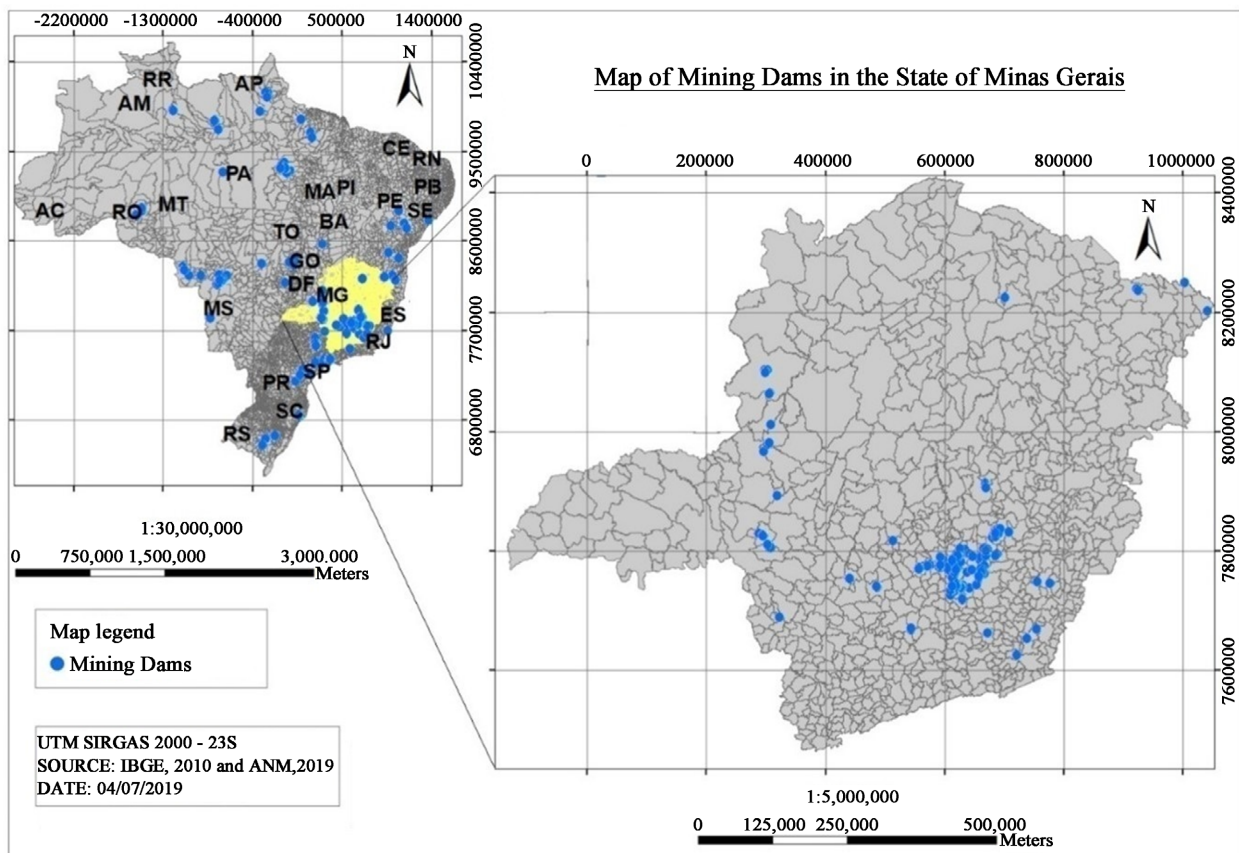 -2200000 -1300000 -400000 500000 1400000
N
10400000
9500000
8600000
7700000
6800000
RR
AP
AM
CE
RN
PA
MA
PI
PB
AC
RO
MT
PE
SE
BA
TO
GO
DF
MG
MS
ES
RJ
PR
SP
SC
RS
1:30,000,000
0 750,000 1,500,000 3,000.000
Meters
Map legend
Mining Dams
UTM SIRGAS 2000 - 23S
SOURCE: IBGE, 2010 and ANM,2019
DATE: 04/07/2019
Map of Mining Dams in the State of Minas Gerais
0 200000 400000 600000 800000 1000000
N
8400000
8200000
8000000
7800000
7600000
1:5,000,000
0 125,000 250,000 500,000
Meters